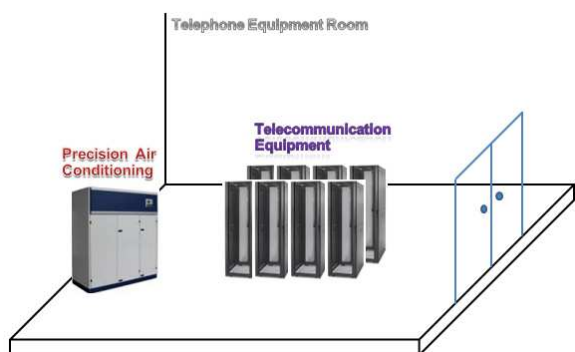 Telephone Equipment Room
Telecommunication
Equipment
Precision Air
Conditioning